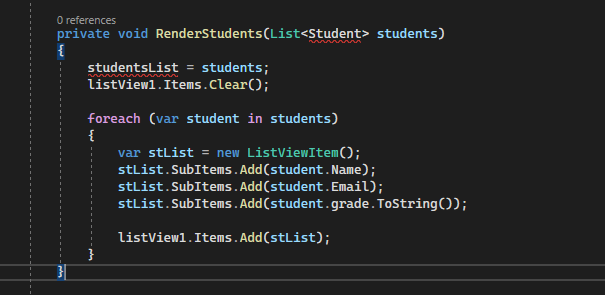 0 references
private void RenderStudents(List<Student> students)
{
studentsList = students;
listView1.Items.Clear();
foreach (var student in students)
{
var stList = new ListViewItem();
stList.SubItems.Add(student.Name);
stList.SubItems.Add(student.Email);
stList.SubItems.Add(student.grade.ToString());
listView1.Items.Add(stList);
}
}